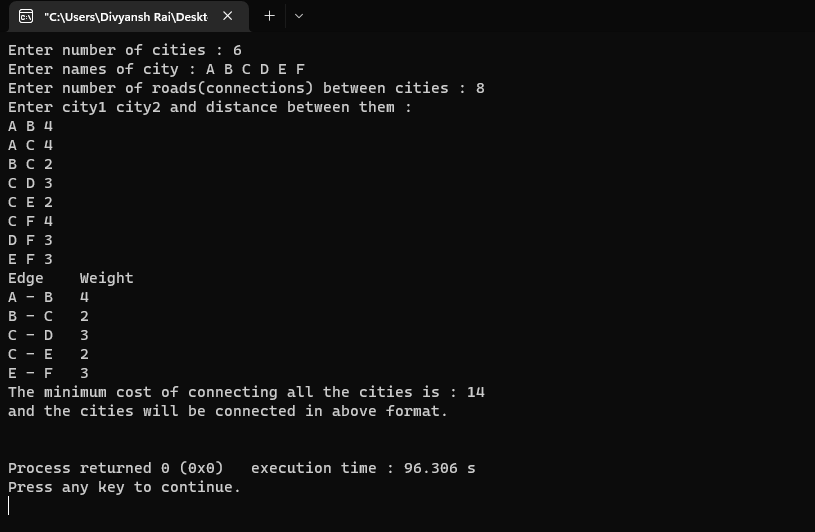 "C:\Users\Divyansh Rai\Deskt
Enter number of cities : 6
Enter names of city : A B C D E F
Enter number of roads(connections) between cities : 8
Enter city1 city2 and distance between them :
A B 4
A C 4
B C 2
C D 3
C E 2
C F 4
D F 3
E F 3
Edge    Weight
A - B   4
B - C   2
C - D   3
C - E   2
E - F   3
The minimum cost of connecting all the cities is : 14
and the cities will be connected in above format.
Process returned 0 (0x0)   execution time : 96.306 s
Press any key to continue.